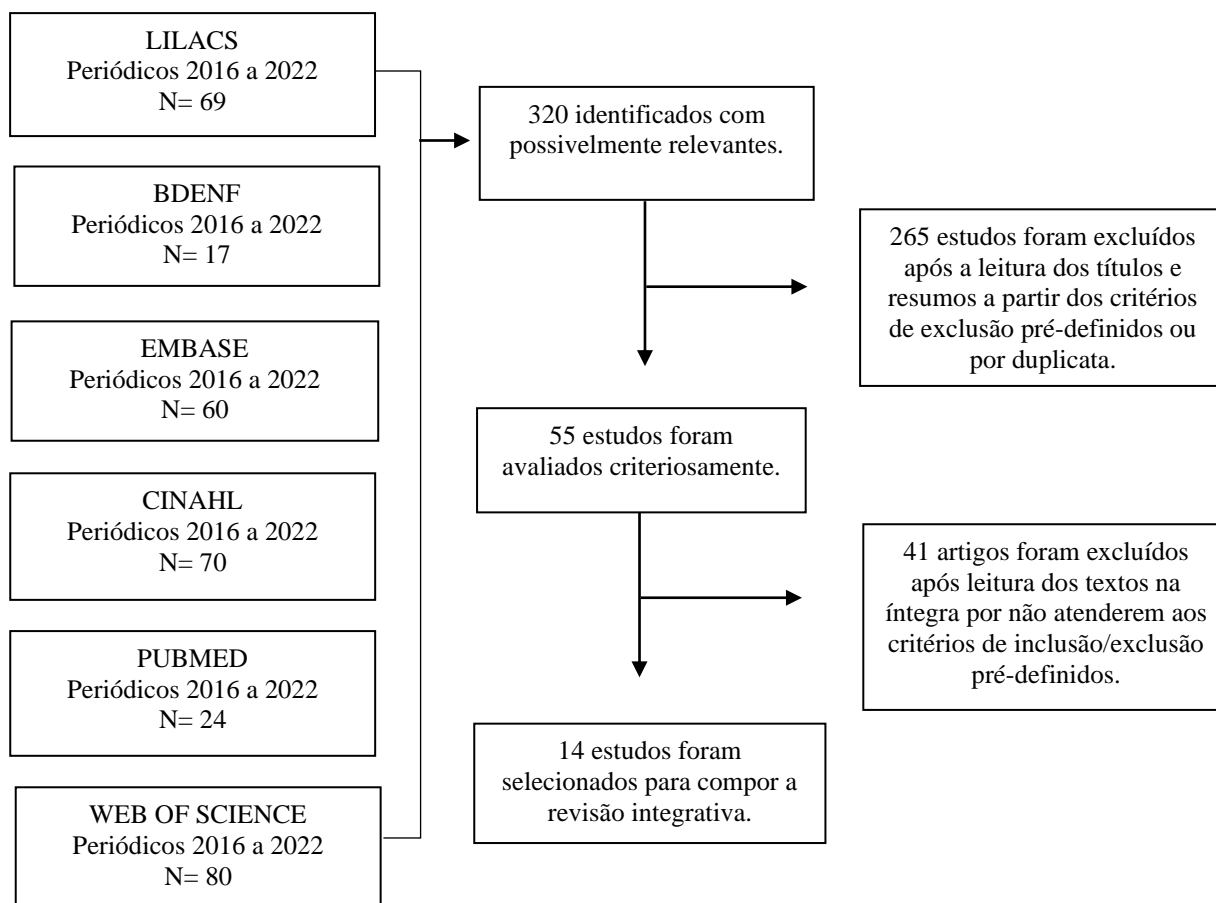 LILACS
Periódicos 2016 a 2022
N= 69
BDENF
Periódicos 2016 a 2022
N= 17
EMBASE
Periódicos 2016 a 2022
N= 60
CINAHL
Periódicos 2016 a 2022
N= 70
PUBMED
Periódicos 2016 a 2022
N= 24
WEB OF SCIENCE
Periódicos 2016 a 2022
N= 80
320 identificados com
possivelmente relevantes.
265 estudos foram excluídos
após a leitura dos títulos e
resumos a partir dos critérios
de exclusão pré-definidos ou
por duplicata.
55 estudos foram
avaliados criteriosamente.
41 artigos foram excluídos
após leitura dos textos na
íntegra por não atenderem aos
critérios de inclusão/exclusão
pré-definidos.
14 estudos foram
selecionados para compor a
revisão integrativa.